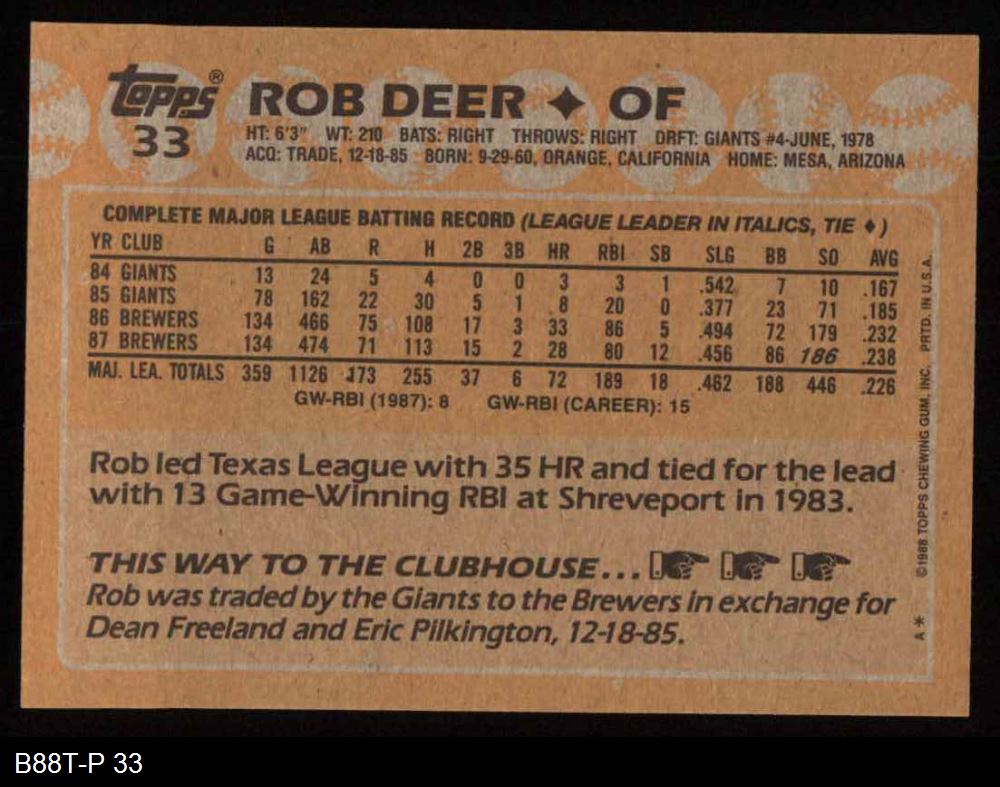 topps® ROB DEER ✦ OF
33
HT: 6'3" WT: 210 BATS: RIGHT THROWS: RIGHT DRFT: GIANTS #4-JUNE, 1978
ACQ: TRADE, 12-18-85 BORN: 9-29-60, ORANGE, CALIFORNIA HOME: MESA, ARIZONA
COMPLETE MAJOR LEAGUE BATTING RECORD (LEAGUE LEADER IN ITALICS, TIE ♦)
YR CLUB G AB R H 2B 3B HR RBI SB SLG BB SO AVG
84 GIANTS 13 24 5 4 0 0 3 3 1 .542 7 10 .167
85 GIANTS 78 162 22 30 5 1 8 20 0 .377 23 71 .185
86 BREWERS 134 466 75 108 17 3 33 86 5 .494 72 179 .232
87 BREWERS 134 474 71 113 15 2 28 80 12 .456 86 186 .238
MAJ. LEA. TOTALS 359 1126 173 255 37 6 72 189 18 .462 188 446 .226
GW-RBI (1987): 8 GW-RBI (CAREER): 15
Rob led Texas League with 35 HR and tied for the lead
with 13 Game-Winning RBI at Shreveport in 1983.
THIS WAY TO THE CLUBHOUSE...
Rob was traded by the Giants to the Brewers in exchange for
Dean Freeland and Eric Pilkington, 12-18-85.
A* ©1988 TOPPS CHEWING GUM, INC. PRTD. IN U.S.A.
B88T-P 33